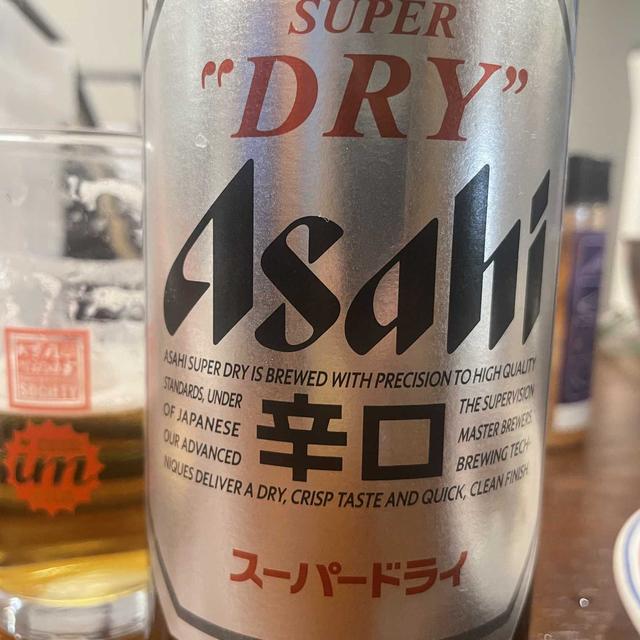 SUPER
"DRY"
Asahi
ASAHI SUPER DRY IS BREWED WITH PRECISION TO HIGH QUALITY
STANDARDS, UNDER THE SUPERVISION
OF JAPANESE MASTER BREWERS.
辛口
OUR ADVANCED BREWING TECH-
NIQUES DELIVER A DRY, CRISP TASTE AND QUICK, CLEAN FINISH.
スーパードライ
im